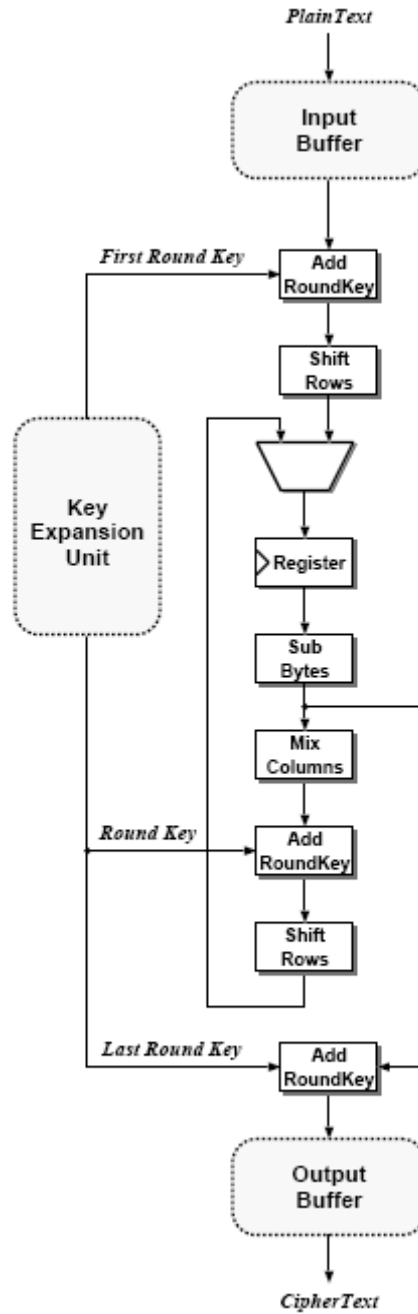 PlainText
Input
Buffer
First Round Key
Add
RoundKey
Shift
Rows
Key
Expansion
Unit
Register
Sub
Bytes
Mix
Columns
Round Key
Add
RoundKey
Shift
Rows
Last Round Key
Add
RoundKey
Output
Buffer
CipherText